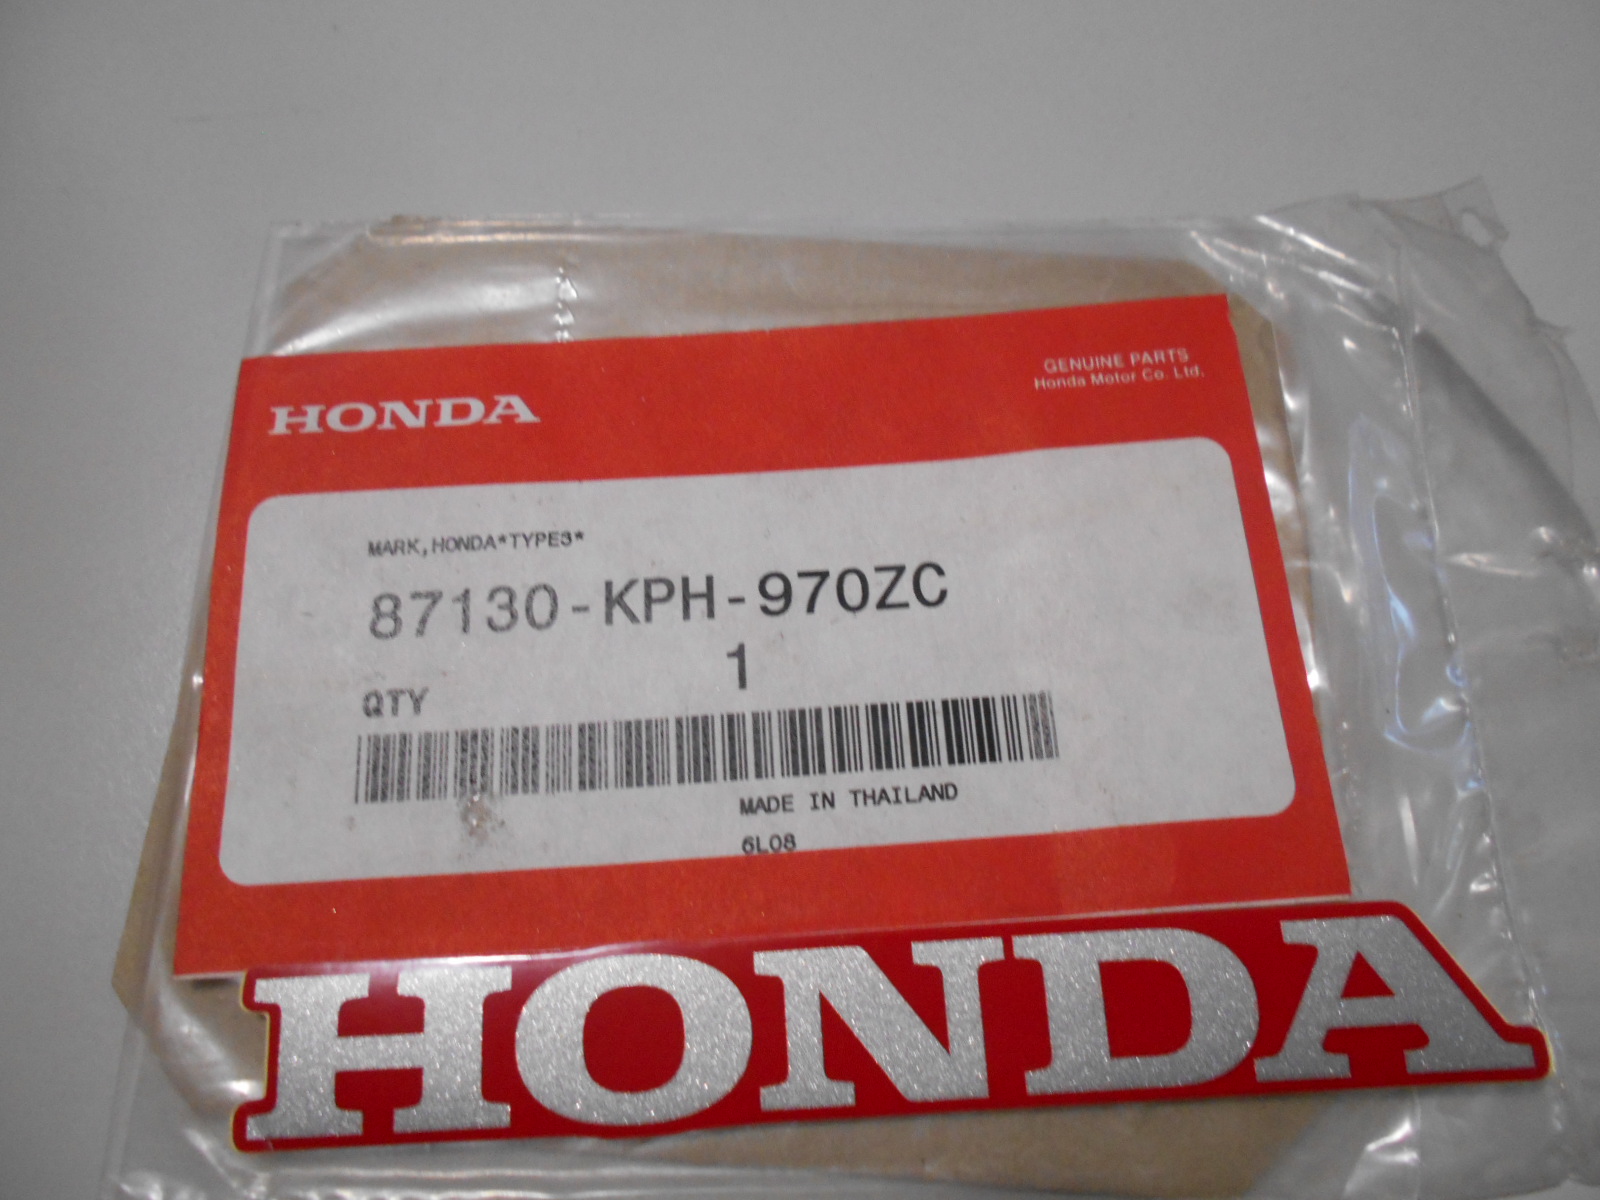 HONDA
GENUINE PARTS
Honda Motor Co. Ltd.
MARK,HONDA*TYPE3*
87130-KPH-970ZC
1
QTY
MADE IN THAILAND
6L08
HONDA